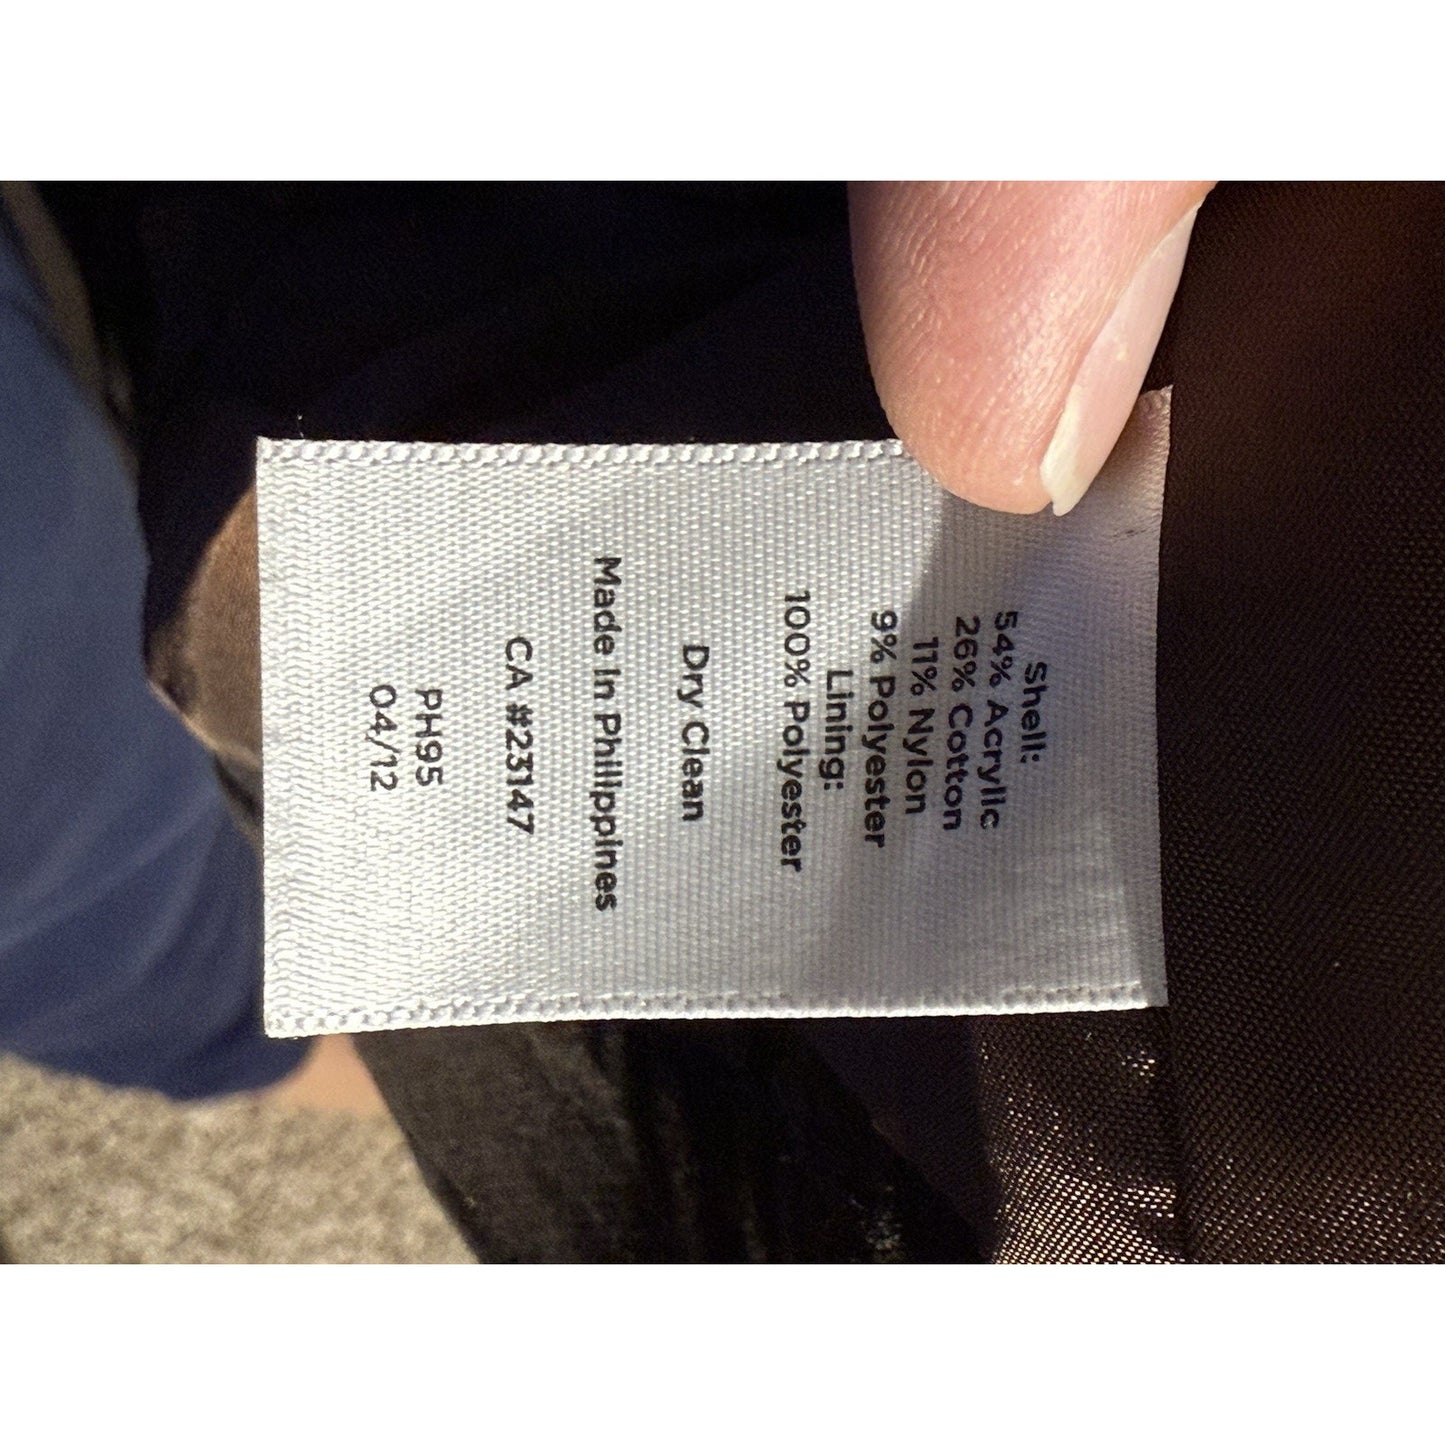 Shell:
54% Acrylic
26% Cotton
11% Nylon
9% Polyester
Lining:
100% Polyester
Dry Clean
Made In Philippines
CA #23147
PH95
04/12